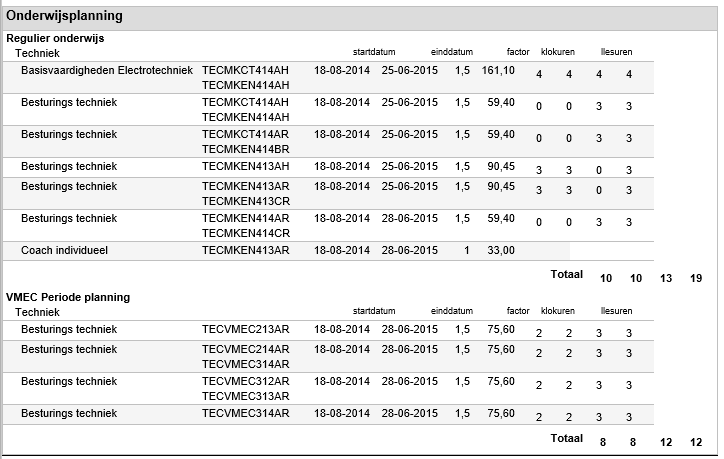 Onderwijsplanning
Regulier onderwijs
Techniek startdatum einddatum factor klokuren llesuren
Basisvaardigheden Electrotechniek TECMKCT414AH 18-08-2014 25-06-2015 1,5 161,10 4 4 4 4
TECMKEN414AH
Besturings techniek TECMKCT414AH 18-08-2014 25-06-2015 1,5 59,40 0 0 3 3
TECMKEN414AH
Besturings techniek TECMKCT414AR 18-08-2014 25-06-2015 1,5 59,40 0 0 3 3
TECMKEN414BR
Besturings techniek TECMKEN413AH 18-08-2014 25-06-2015 1,5 90,45 3 3 0 3
Besturings techniek TECMKEN413AR 18-08-2014 25-06-2015 1,5 90,45 3 3 0 3
TECMKEN413CR
Besturings techniek TECMKEN414AR 18-08-2014 28-06-2015 1,5 59,40 0 0 3 3
TECMKEN414CR
Coach individueel TECMKEN413AR 18-08-2014 28-06-2015 1 33,00
Totaal 10 10 13 19
VMEC Periode planning
Techniek startdatum einddatum factor klokuren llesuren
Besturings techniek TECVMEC213AR 18-08-2014 28-06-2015 1,5 75,60 2 2 3 3
Besturings techniek TECVMEC214AR 18-08-2014 28-06-2015 1,5 75,60 2 2 3 3
TECVMEC314AR
Besturings techniek TECVMEC312AR 18-08-2014 28-06-2015 1,5 75,60 2 2 3 3
TECVMEC313AR
Besturings techniek TECVMEC314AR 18-08-2014 28-06-2015 1,5 75,60 2 2 3 3
Totaal 8 8 12 12